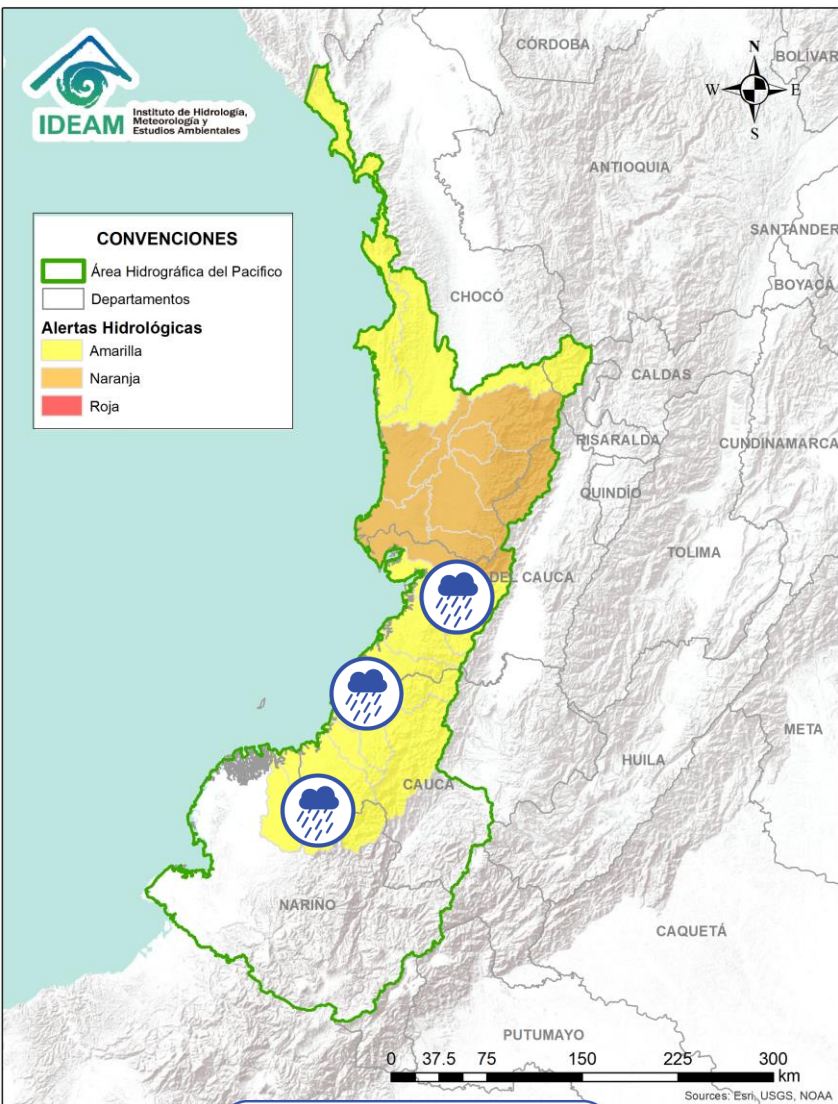 IDEAM
Instituto de Hidrología,
Meteorología y
Estudios Ambientales
CÓRDOBA
BOLÍVAR
N
W
E
S
ANTIOQUIA
SANTANDER
BOYACÁ
CONVENCIONES
Área Hidrográfica del Pacifico
Departamentos
Alertas Hidrológicas
Amarilla
Naranja
Roja
CHOCÓ
CALDAS
RISARALDA
CUNDINAMARCA
QUINDÍO
TOLIMA
DEL CAUCA
META
HUILA
CAUCA
NARIÑO
CAQUETÁ
PUTUMAYO
0 37.5 75 150 225 300
km
Sources: Esri, USGS, NOAA